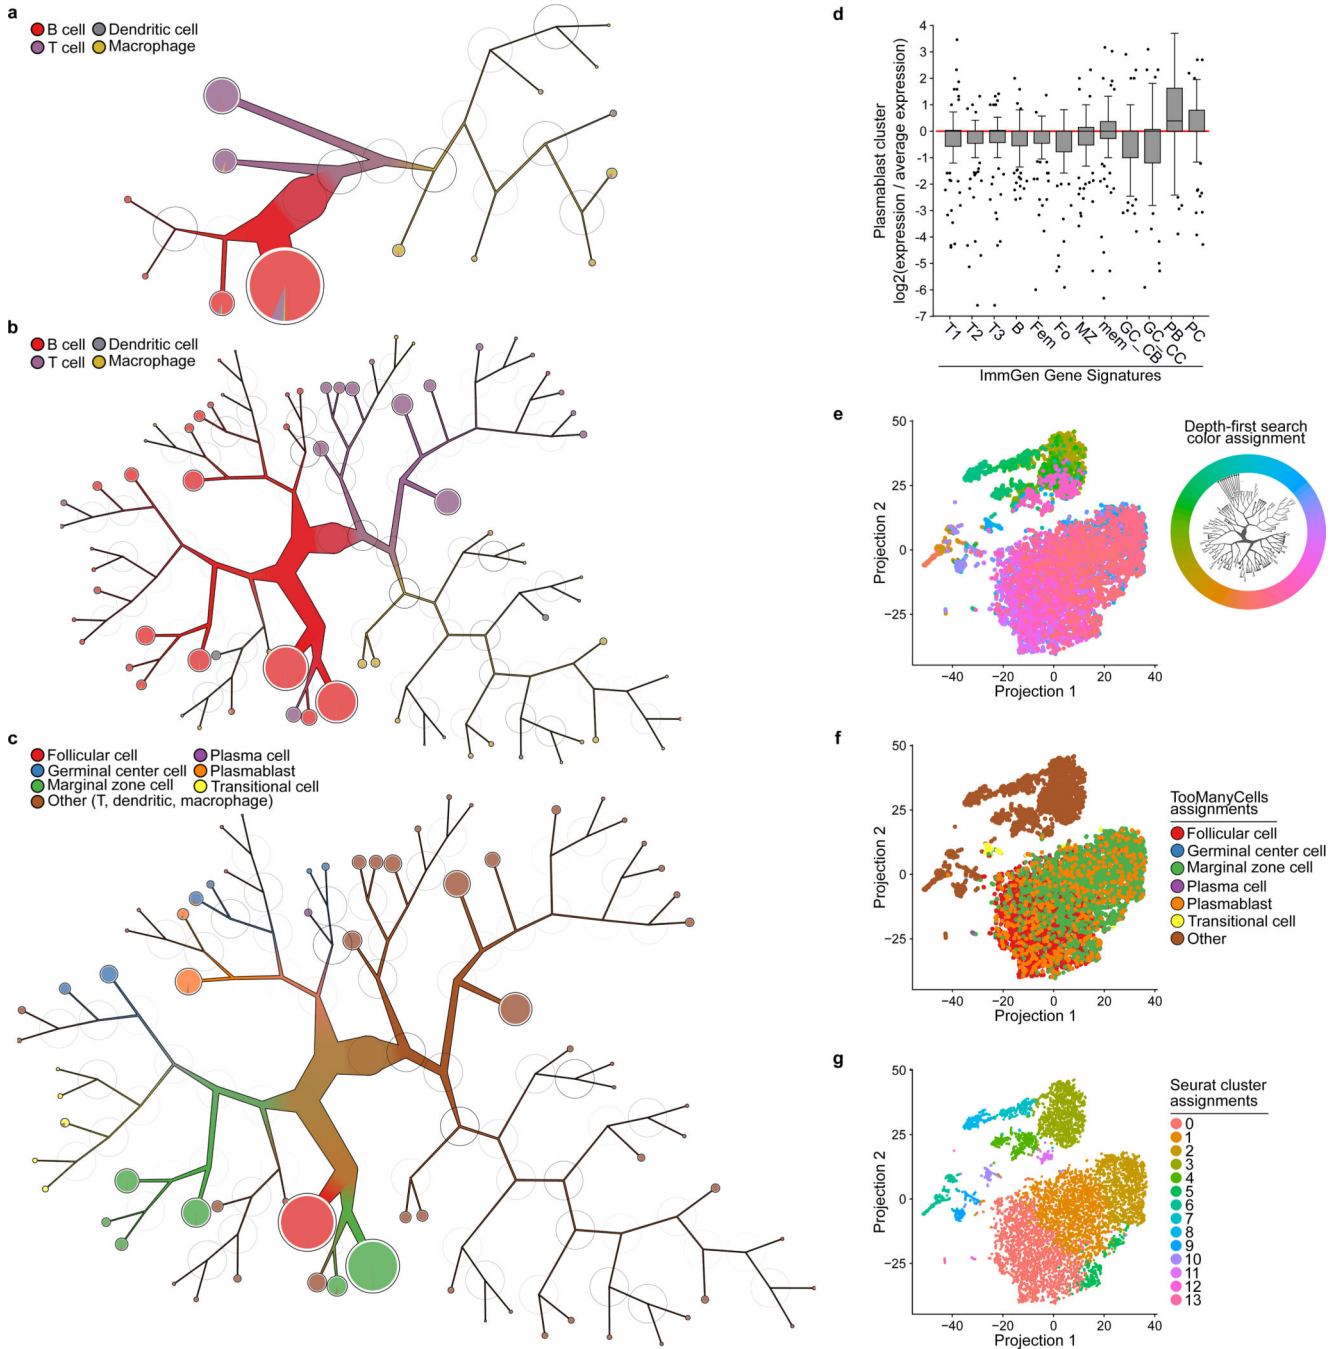 a
B cell Dendritic cell
T cell Macrophage
b
B cell Dendritic cell
T cell Macrophage
c
Follicular cell Plasma cell
Germinal center cell Plasmablast
Marginal zone cell Transitional cell
Other (T, dendritic, macrophage)
d
Plasmablast cluster
log2(expression / average expression)
4
3
2
1
0
-1
-2
-3
-4
-5
-6
-7
T1 T2 T3 B Fem Fo MZ mem GC_CB GC_CC PB PC
ImmGen Gene Signatures
e
Depth-first search
color assignment
Projection 2
50
25
0
−25
−40 −20 0 20 40
Projection 1
f
Projection 2
50
25
0
−25
−40 −20 0 20 40
Projection 1
TooManyCells
assignments
Follicular cell
Germinal center cell
Marginal zone cell
Plasma cell
Plasmablast
Transitional cell
Other
g
Projection 2
50
25
0
−25
−40 −20 0 20 40
Projection 1
Seurat cluster
assignments
0
1
2
3
4
5
6
7
8
9
10
11
12
13